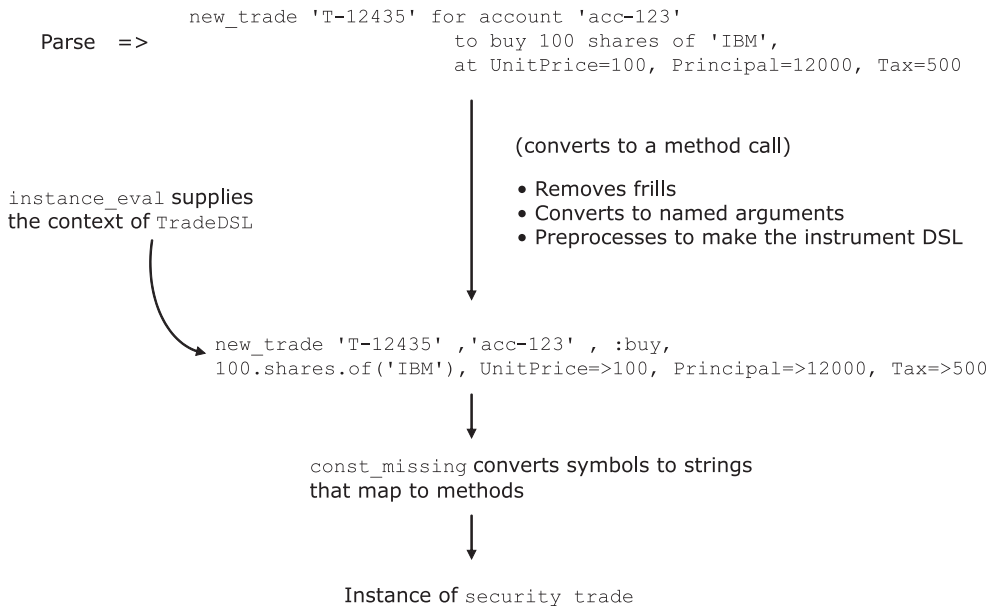 new_trade 'T-12435' for account 'acc-123'
Parse => to buy 100 shares of 'IBM',
at UnitPrice=100, Principal=12000, Tax=500
(converts to a method call)
• Removes frills
• Converts to named arguments
• Preprocesses to make the instrument DSL
instance_eval supplies
the context of TradeDSL
new_trade 'T-12435' ,'acc-123' , :buy,
100.shares.of('IBM'), UnitPrice=>100, Principal=>12000, Tax=>500
const_missing converts symbols to strings
that map to methods
Instance of security trade